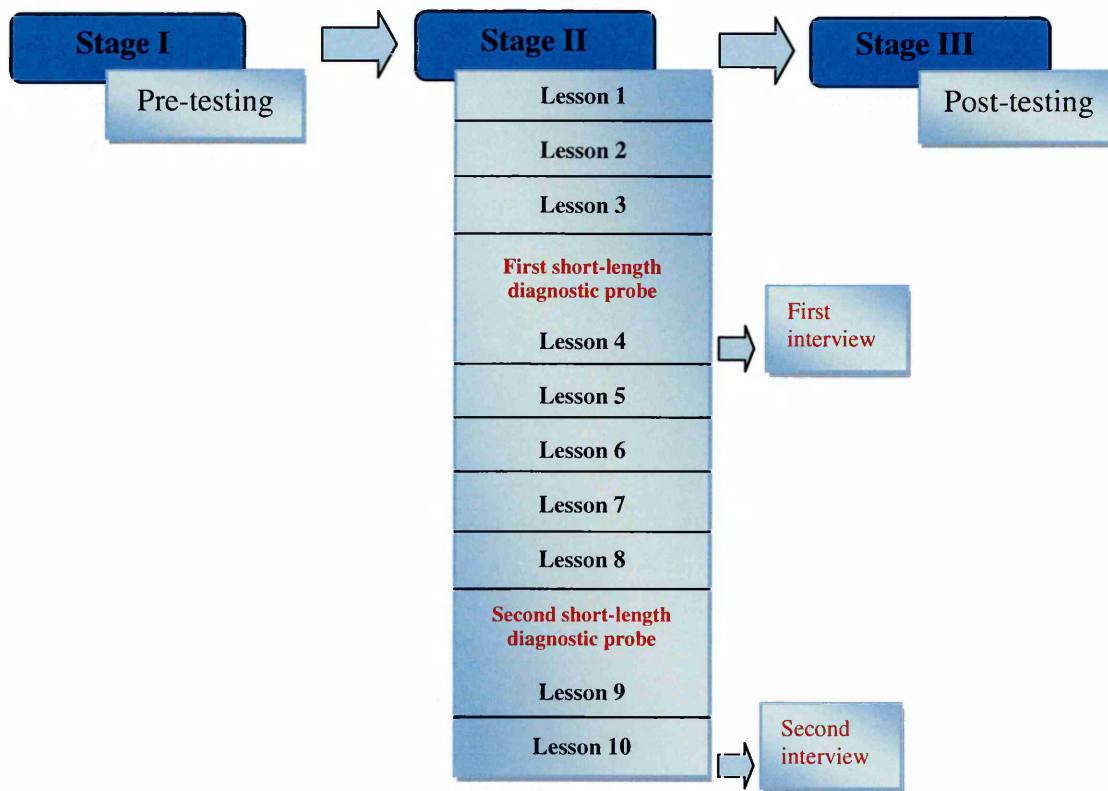 Stage I
Pre-testing
Stage II
Lesson 1
Lesson 2
Lesson 3
First short-length
diagnostic probe
Lesson 4
First
interview
Lesson 5
Lesson 6
Lesson 7
Lesson 8
Second short-length
diagnostic probe
Lesson 9
Lesson 10
Second
interview
Stage III
Post-testing